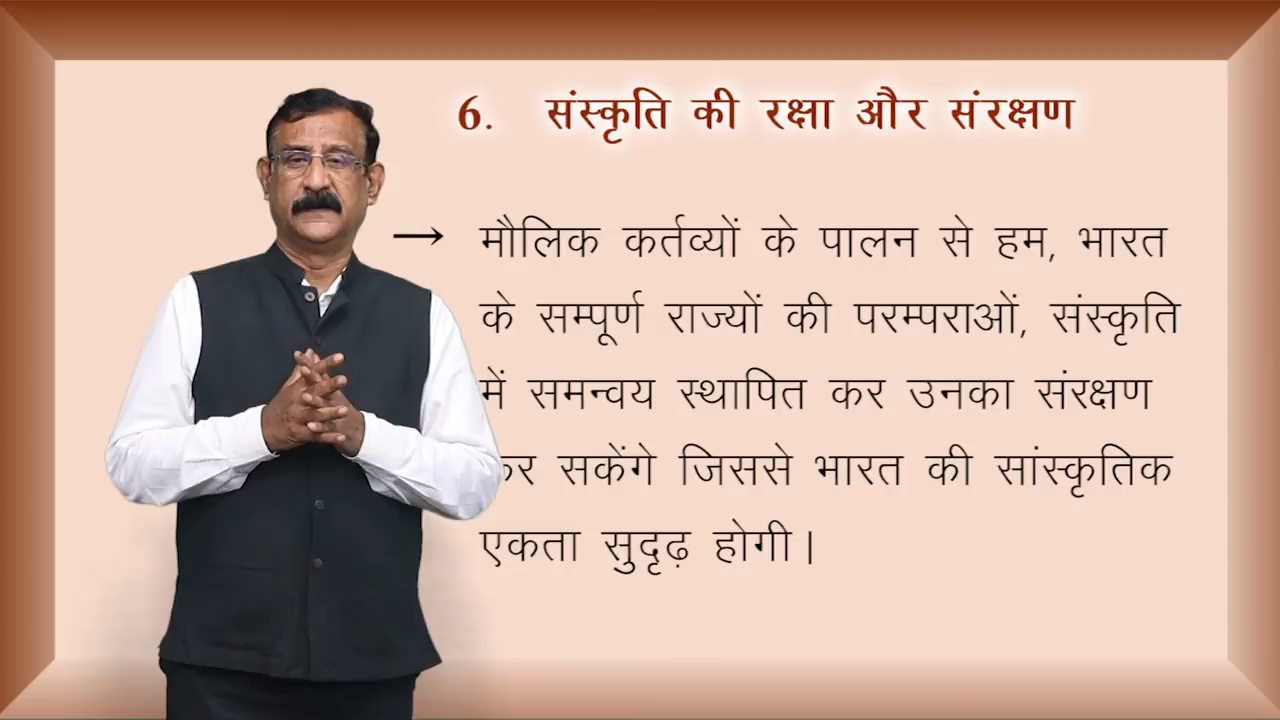 6. संस्कृति की रक्षा और संरक्षण
→ मौलिक कर्तव्यों के पालन से हम, भारत
के सम्पूर्ण राज्यों की परम्पराओं, संस्कृति
में समन्वय स्थापित कर उनका संरक्षण
कर सकेंगे जिससे भारत की सांस्कृतिक
एकता सुदृढ़ होगी।